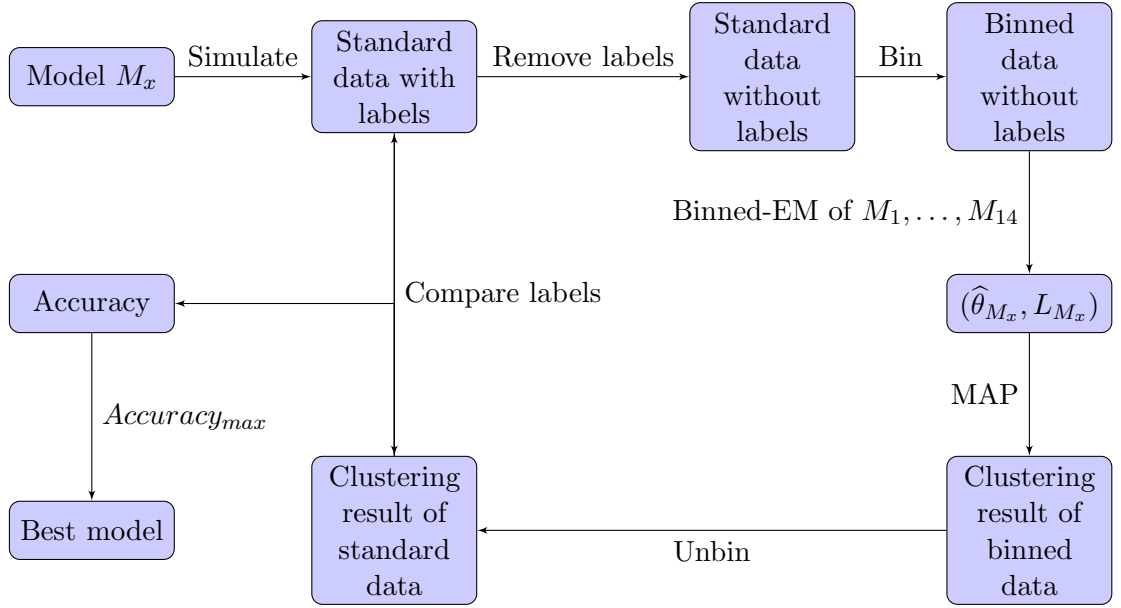 Model $M_x$
Simulate
Standard
data with
labels
Remove labels
Standard
data
without
labels
Bin
Binned
data
without
labels
Binned-EM of $M_1, \ldots, M_{14}$
Accuracy
Compare labels
$(\widehat{\theta}_{M_x}, L_{M_x})$
$Accuracy_{max}$
MAP
Best model
Clustering
result of
standard
data
Unbin
Clustering
result of
binned
data